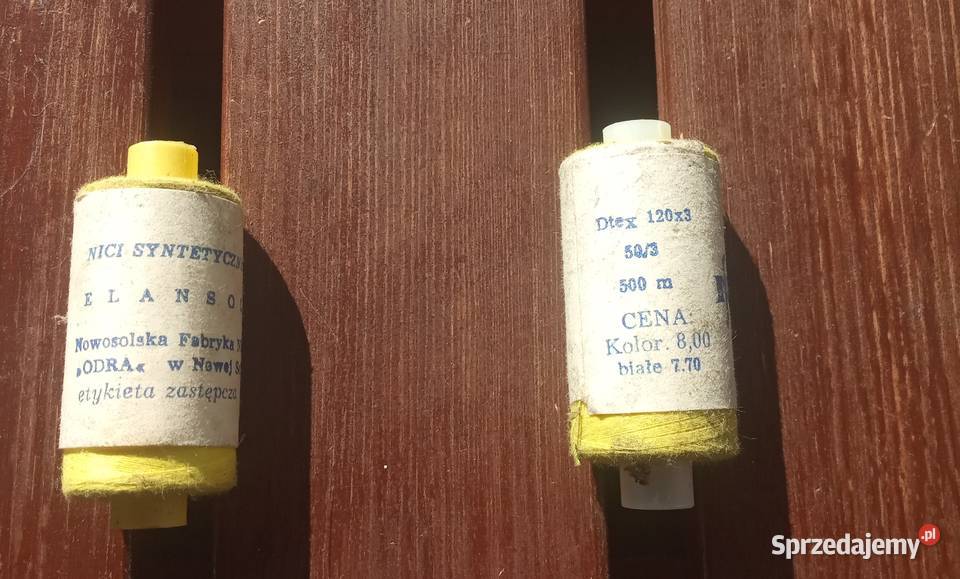 NICI SYNTETYCZN
ELANSO
Nowosolska Fabryka
„ODRA" w Nowej
etykieta zastępcza
Dtex 120x3
50/3
500 m
CENA:
Kolor. 8,00
białe 7.70
Sprzedajemy.pl